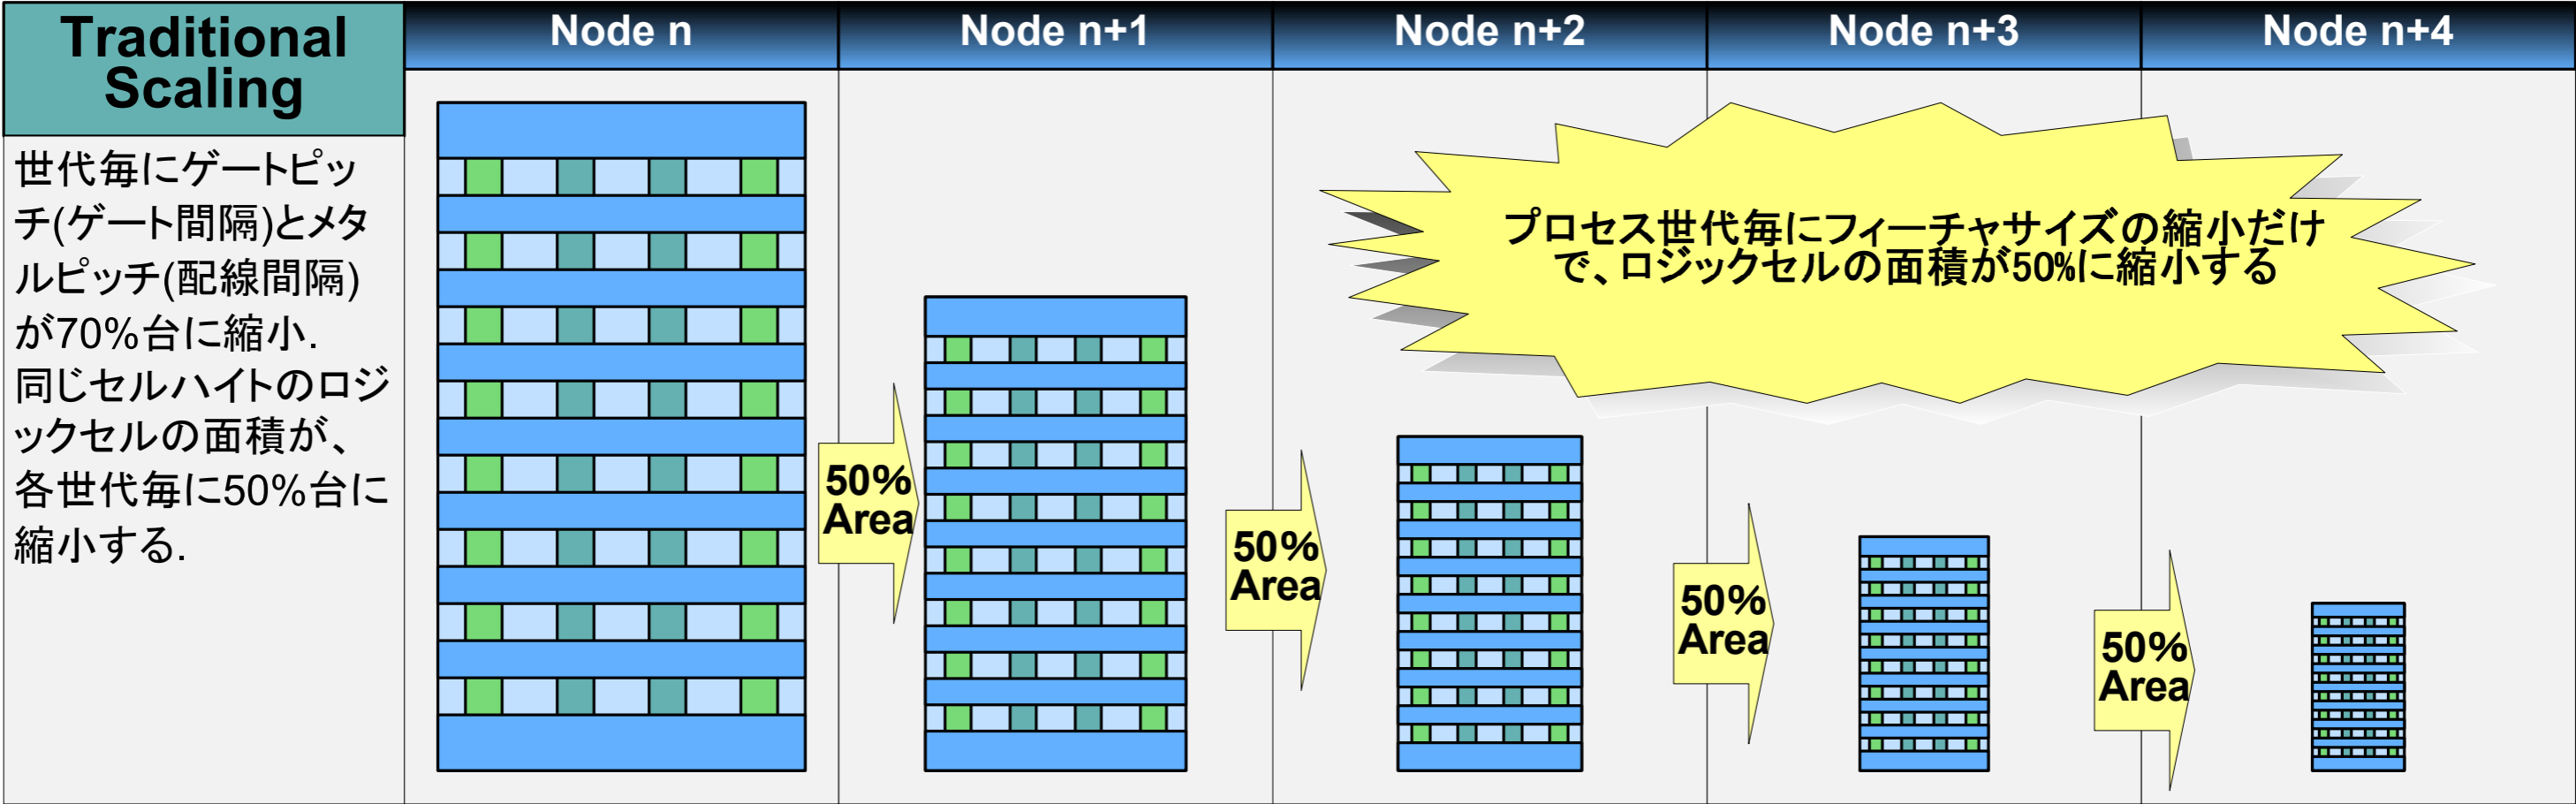 Traditional
Scaling
Node n
Node n+1
Node n+2
Node n+3
Node n+4
世代毎にゲートピッ
チ(ゲート間隔)とメタ
ルピッチ(配線間隔)
が70%台に縮小.
同じセルハイトのロジ
ックセルの面積が、
各世代毎に50%台に
縮小する.
プロセス世代毎にフィーチャサイズの縮小だけ
で、ロジックセルの面積が50%に縮小する
50%
Area
50%
Area
50%
Area
50%
Area